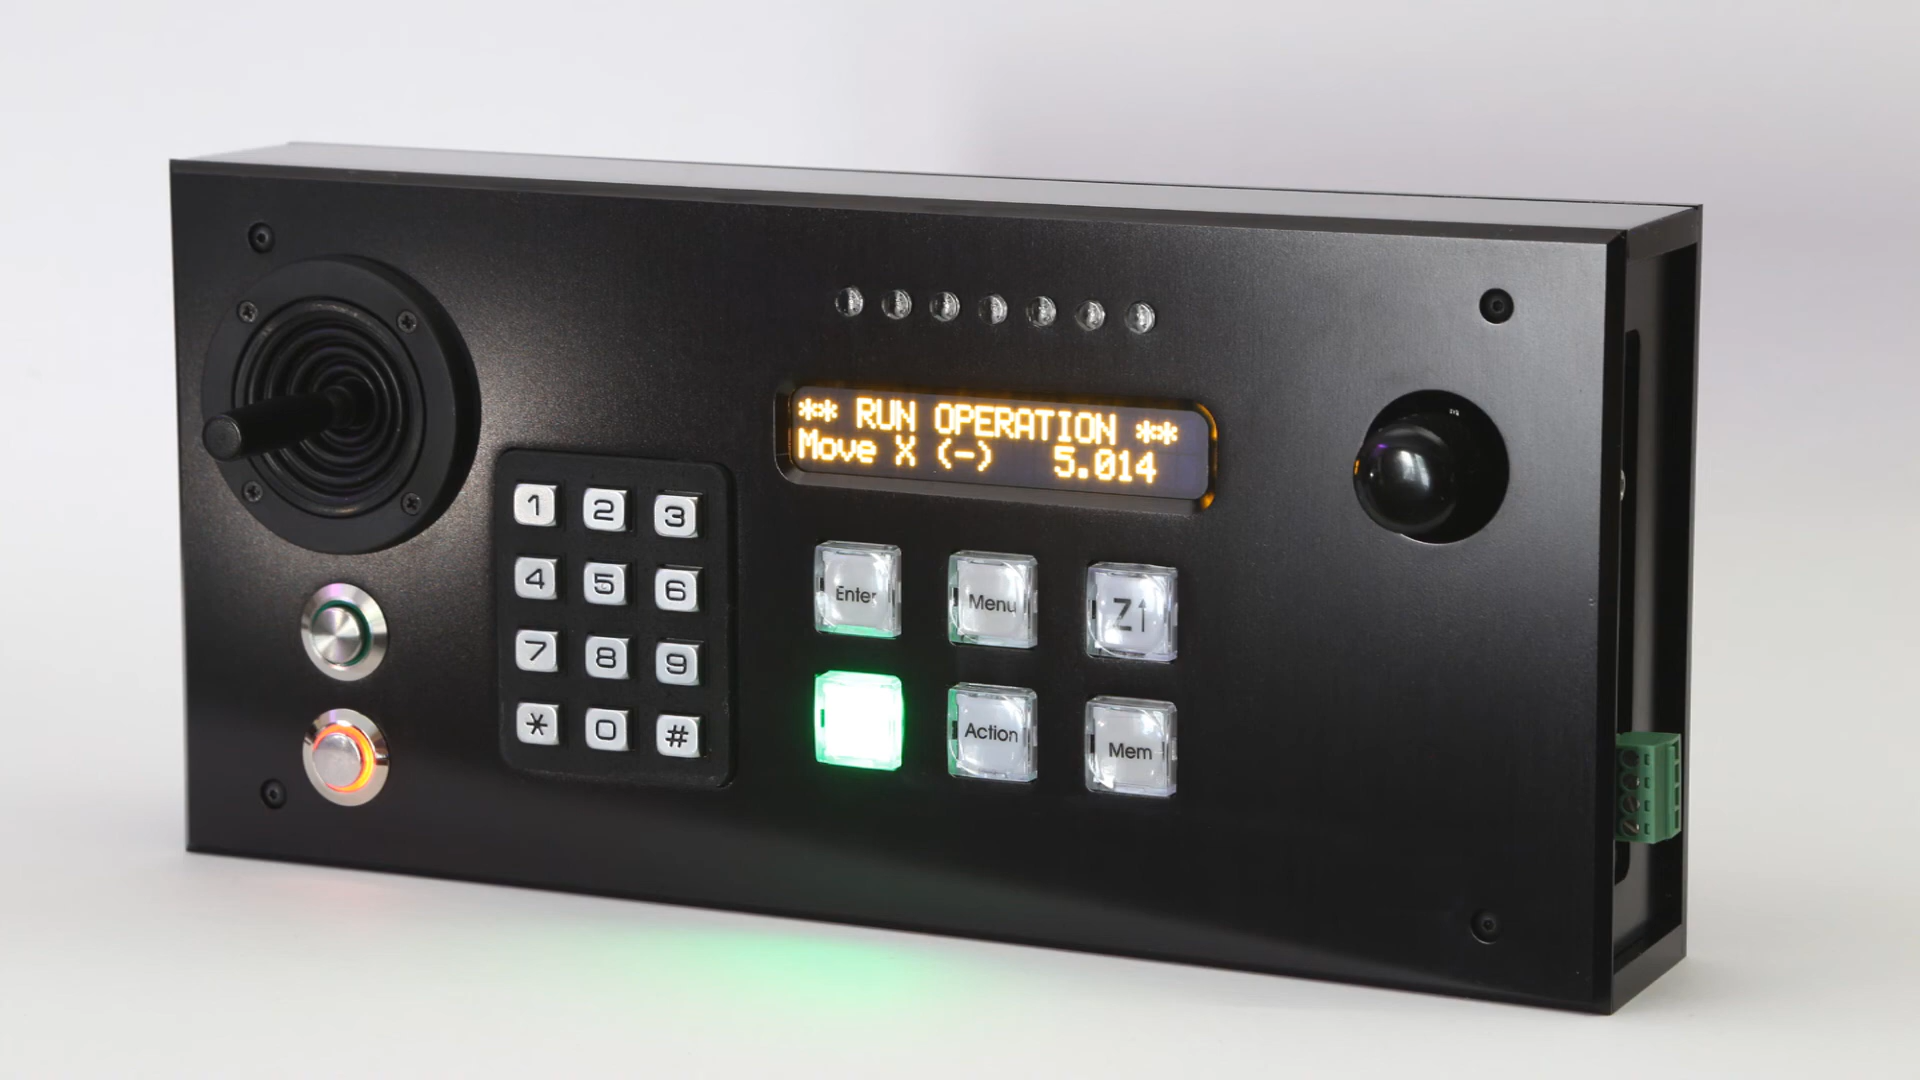 ** RUN OPERATION **
Move X (-) 5.014
1 2 3
4 5 6
7 8 9
* 0 #
Enter Menu Z↑
Action Mem